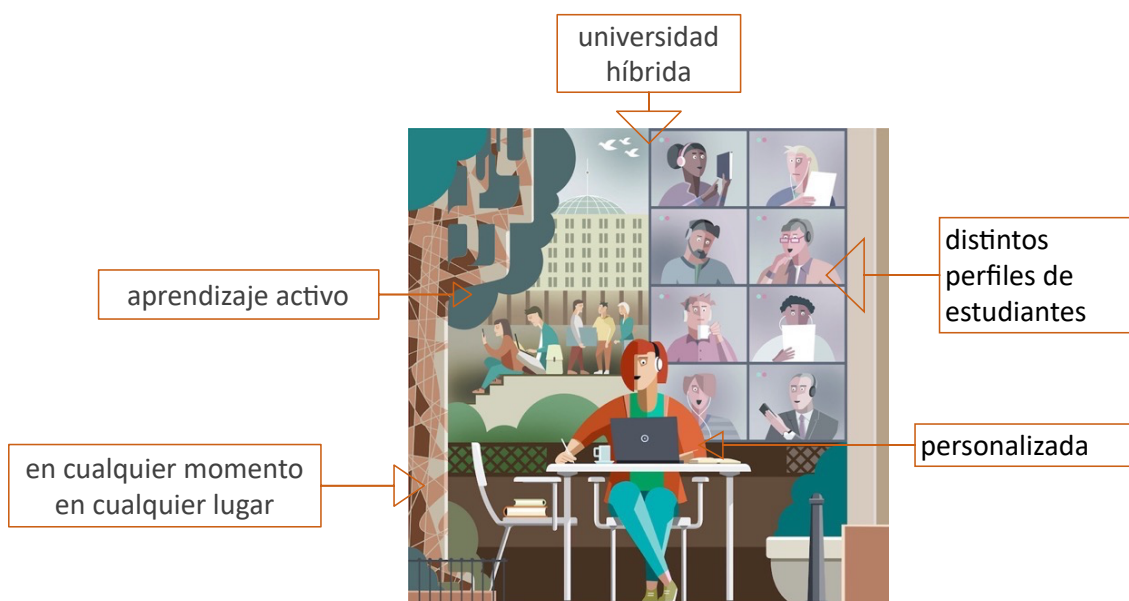 universidad
híbrida
distintos
perfiles de
estudiantes
aprendizaje activo
personalizada
en cualquier momento
en cualquier lugar